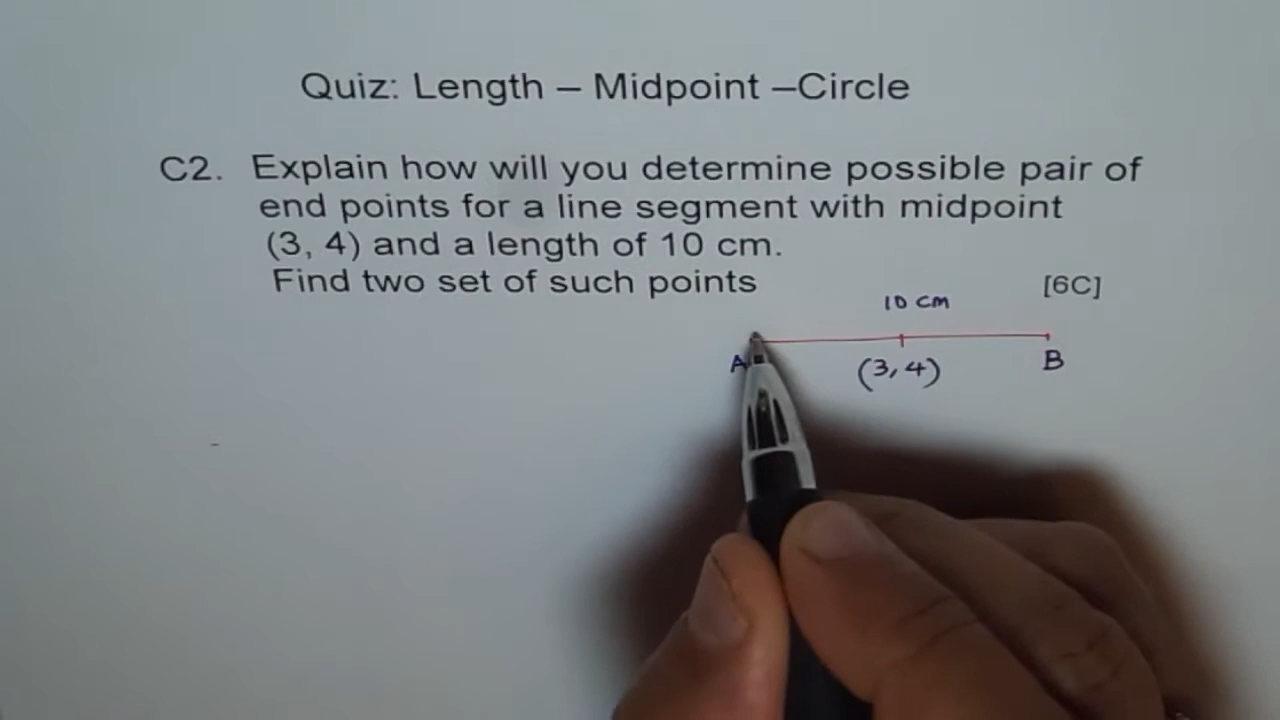 Quiz: Length – Midpoint –Circle
C2. Explain how will you determine possible pair of
end points for a line segment with midpoint
(3, 4) and a length of 10 cm.
Find two set of such points [6C]
10 cm
A (3,4) B